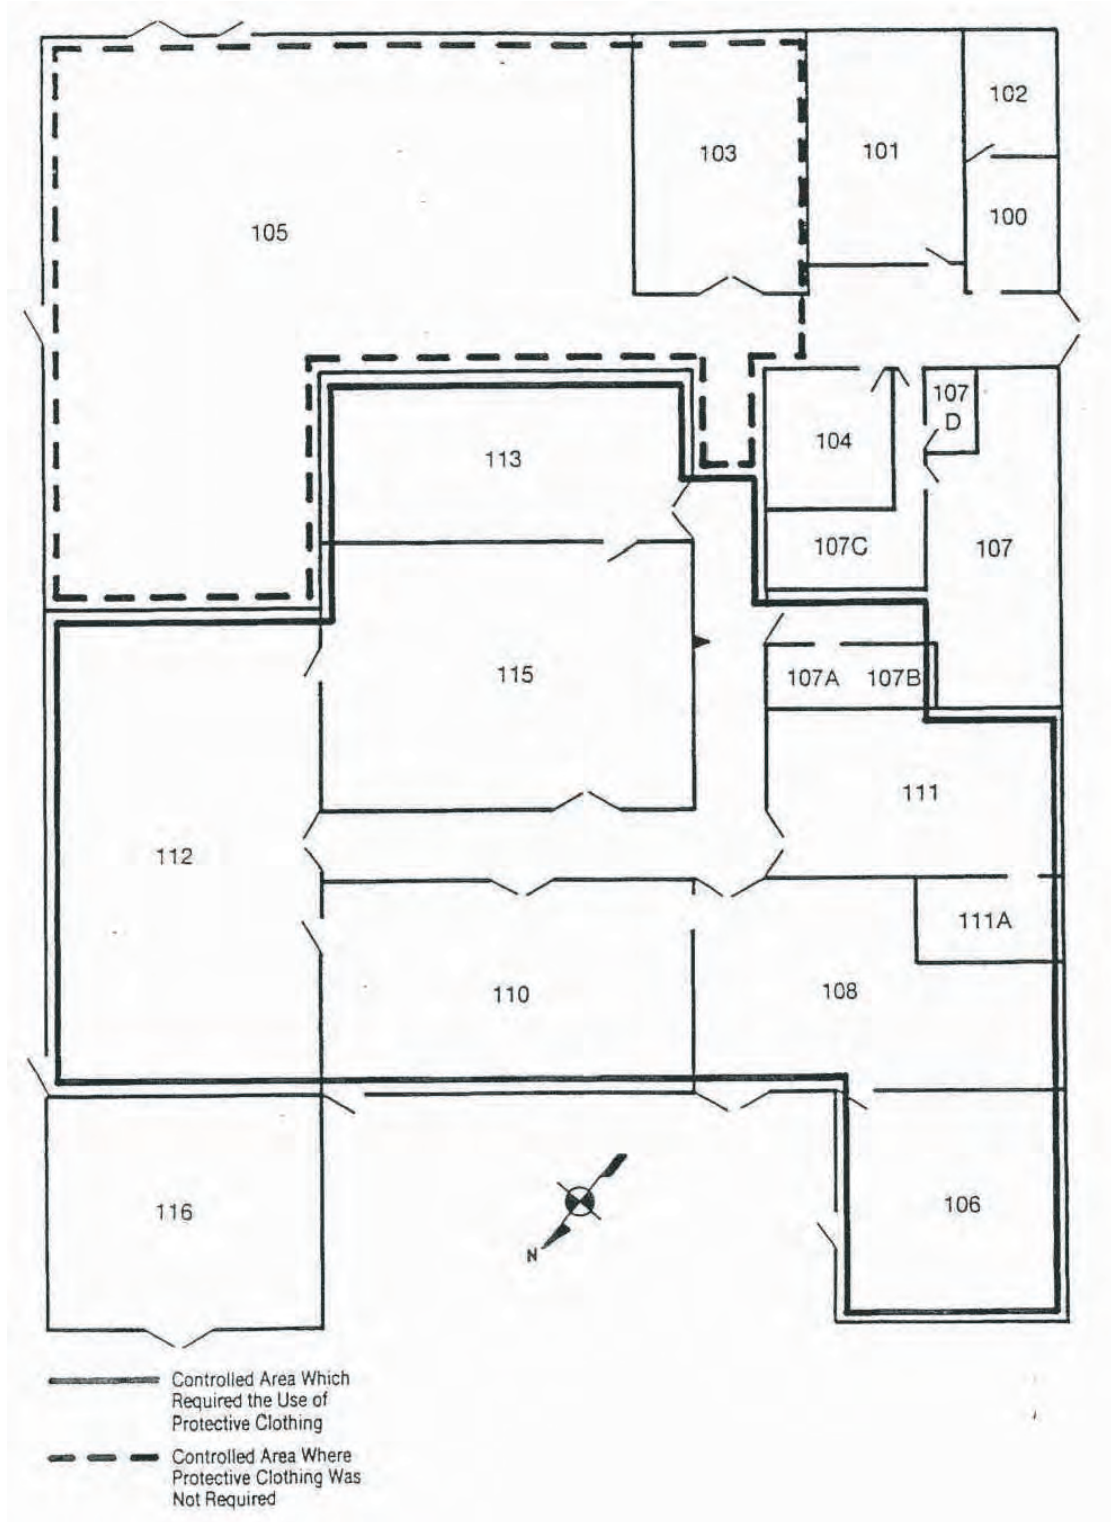 102
103
101
100
105
107
D
104
113
107C
107
115
107A
107B
111
112
111A
110
108
116
106
N
Controlled Area Which
Required the Use of
Protective Clothing
Controlled Area Where
Protective Clothing Was
Not Required